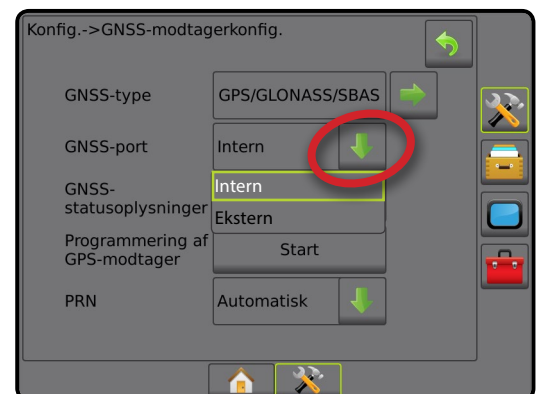 Konfig.->GNSS-modtagerkonfig.
GNSS-type
GPS/GLONASS/SBAS
GNSS-port
Intern
Intern
Ekstern
GNSS-
statusoplysninger
Programmering af
GPS-modtager
Start
PRN
Automatisk